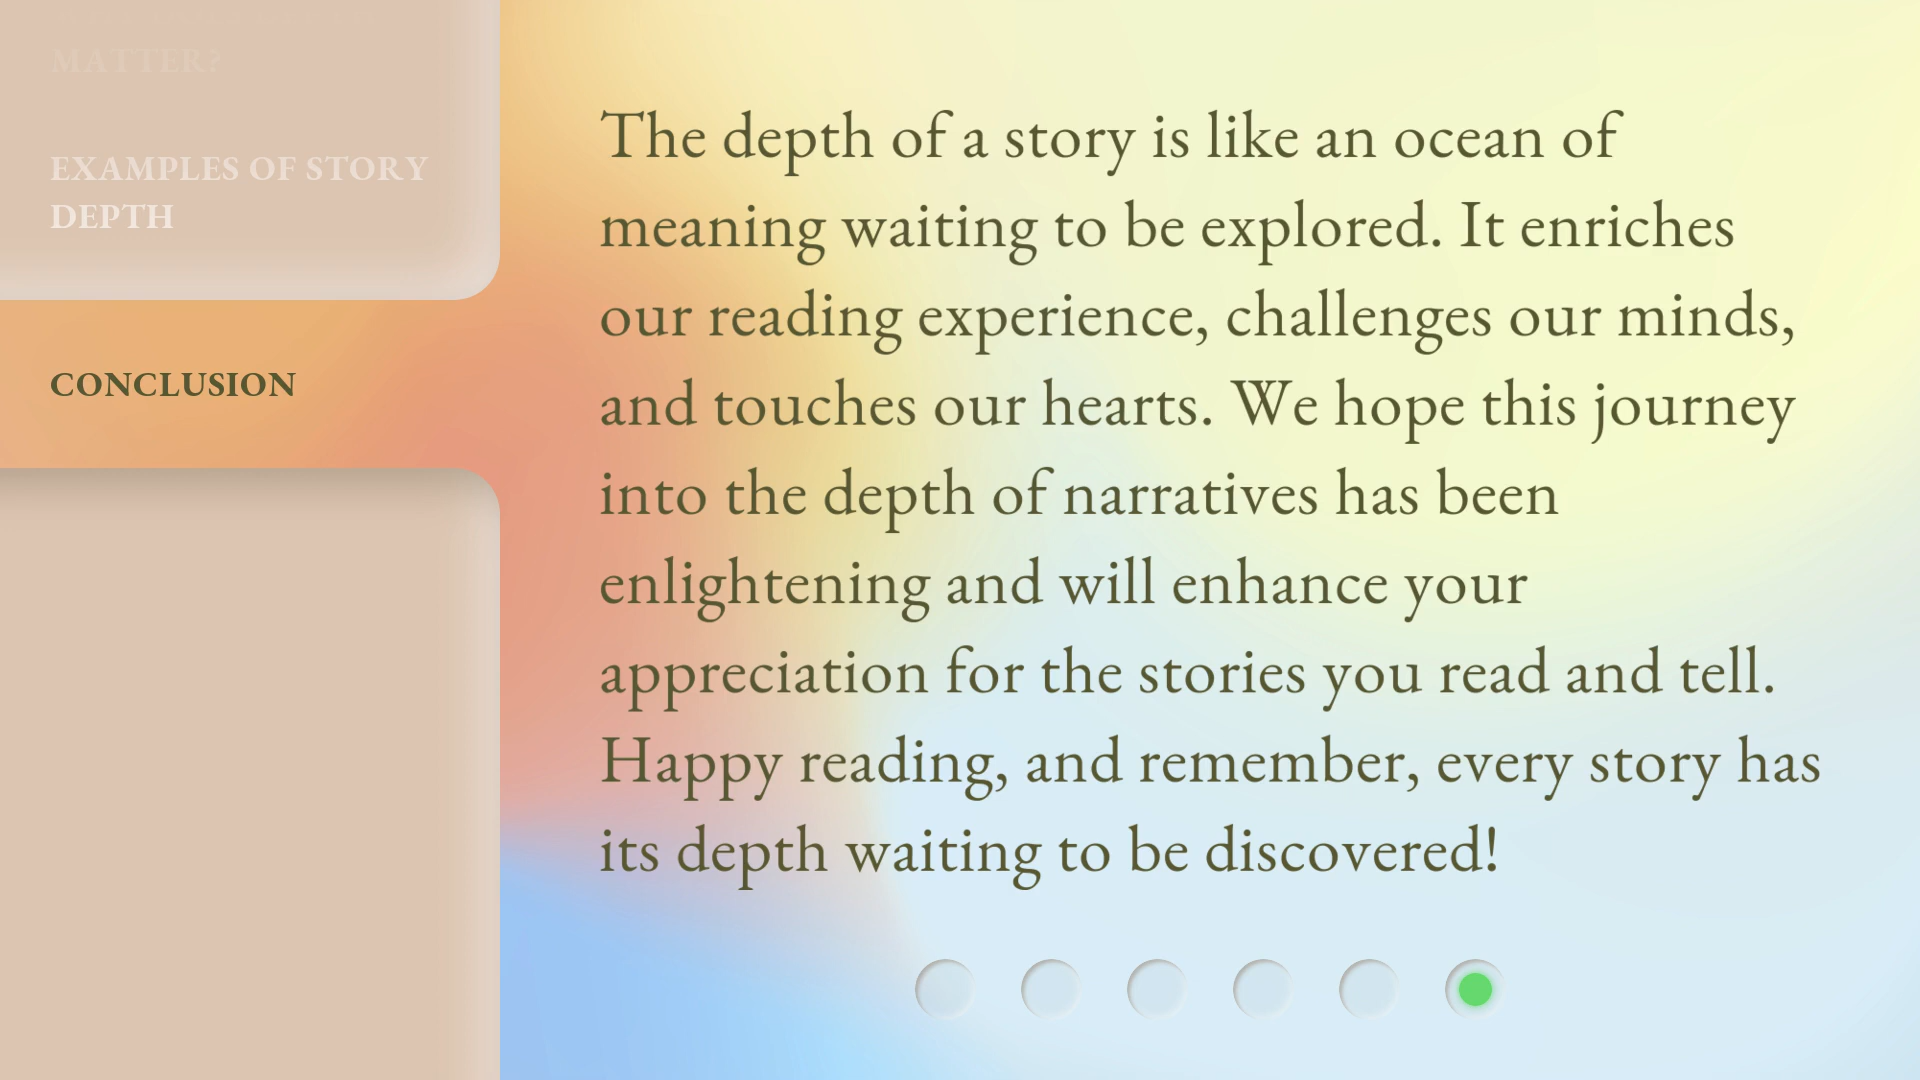 MATTER?
EXAMPLES OF STORY
DEPTH
CONCLUSION
The depth of a story is like an ocean of
meaning waiting to be explored. It enriches
our reading experience, challenges our minds,
and touches our hearts. We hope this journey
into the depth of narratives has been
enlightening and will enhance your
appreciation for the stories you read and tell.
Happy reading, and remember, every story has
its depth waiting to be discovered!